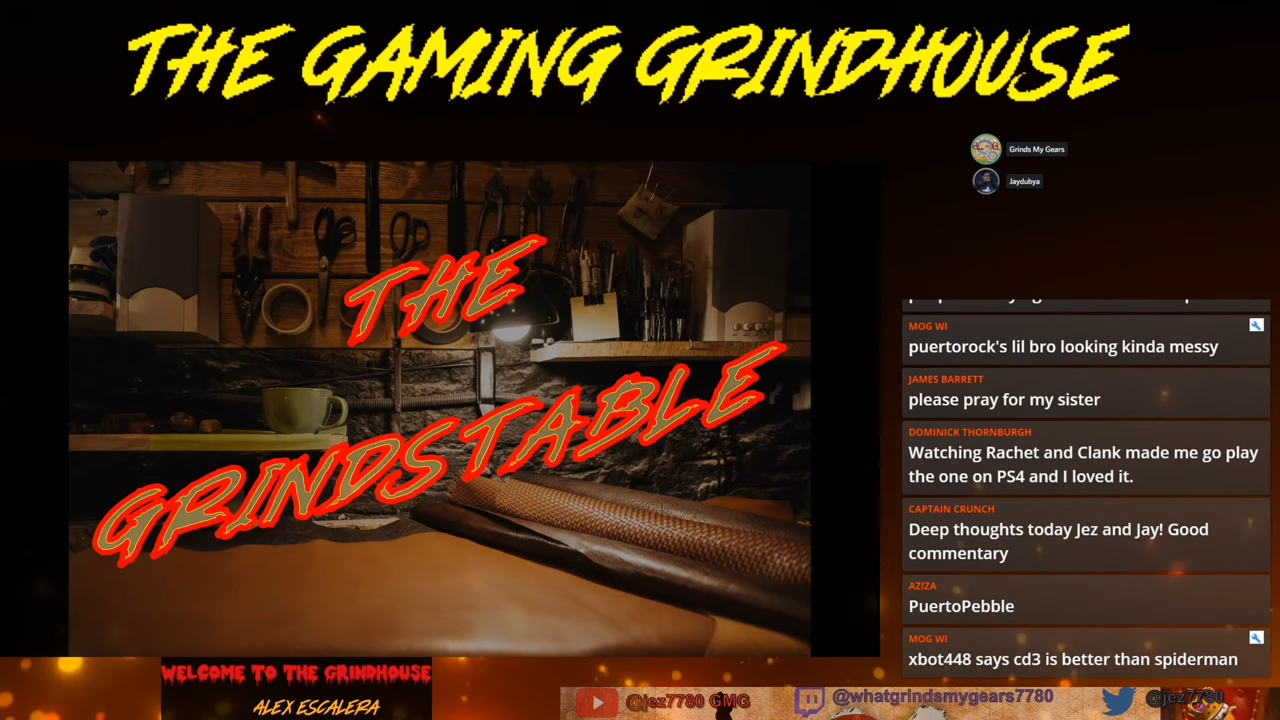 THE GAMING GRINDHOUSE
Grinds My Gears
Jaydubya
THE
GRINDSTABLE
MOG WI
puertorock's lil bro looking kinda messy
JAMES BARRETT
please pray for my sister
DOMINICK THORNBURGH
Watching Rachet and Clank made me go play
the one on PS4 and I loved it.
CAPTAIN CRUNCH
Deep thoughts today Jez and Jay! Good
commentary
AZIZA
PuertoPebble
MOG WI
xbot448 says cd3 is better than spiderman
WELCOME TO THE GRINDHOUSE
ALEX ESCALERA
@jez7780 GMG
@whatgrindsmygears7780
@jez7780